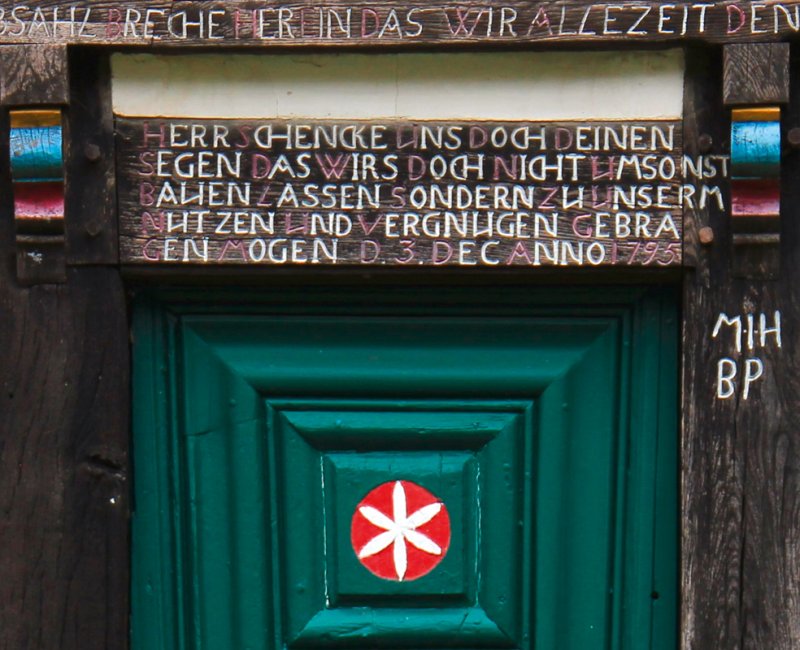 BSAHL BRECHE HEREIN DAS WIR ALLEZEIT DEN
HERR SCHENCKE UNS DOCH DEINEN
SEGEN DAS WIRS DOCH NICHT UMSONST
BAUEN LASSEN SONDERN ZU UNSERM
NUTZEN UND VERGNUGEN GEBRA
GEN MOGEN D 3. DEC ANNO 1795
M·I·H
BP